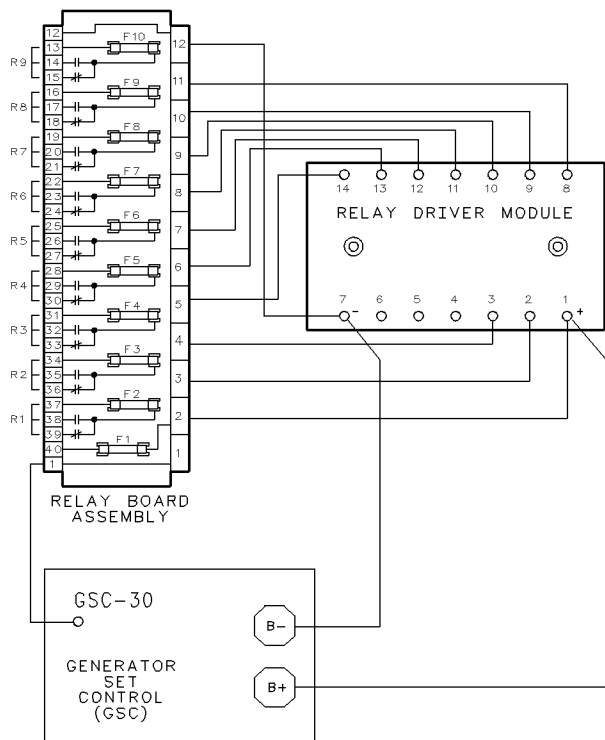 12
13
14
15
R9
F10
12
16
17
18
R8
F9
11
19
20
21
R7
F8
10
22
23
24
R6
F7
9
25
26
27
R5
F6
8
28
29
30
R4
F5
7
31
32
33
R3
F4
6
34
35
36
R2
F3
5
37
38
39
R1
F2
4
40
1
F1
3
2
1
RELAY BOARD
ASSEMBLY
14 13 12 11 10 9 8
RELAY DRIVER MODULE
7 6 5 4 3 2 1
- +
GSC-30
B-
B+
GENERATOR
SET
CONTROL
(GSC)